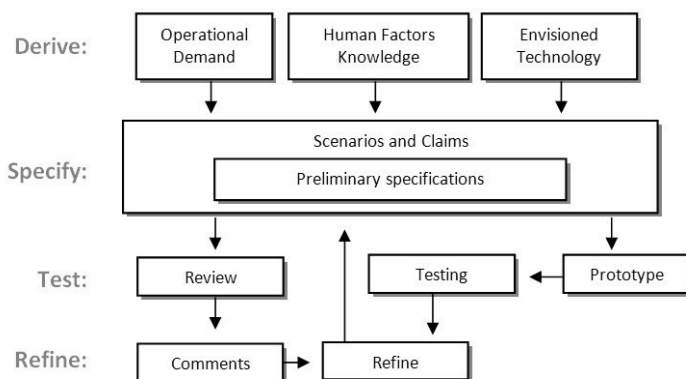 Derive:
Operational
Demand
Human Factors
Knowledge
Envisioned
Technology
Specify:
Scenarios and Claims
Preliminary specifications
Test:
Review
Testing
Prototype
Refine:
Comments
Refine